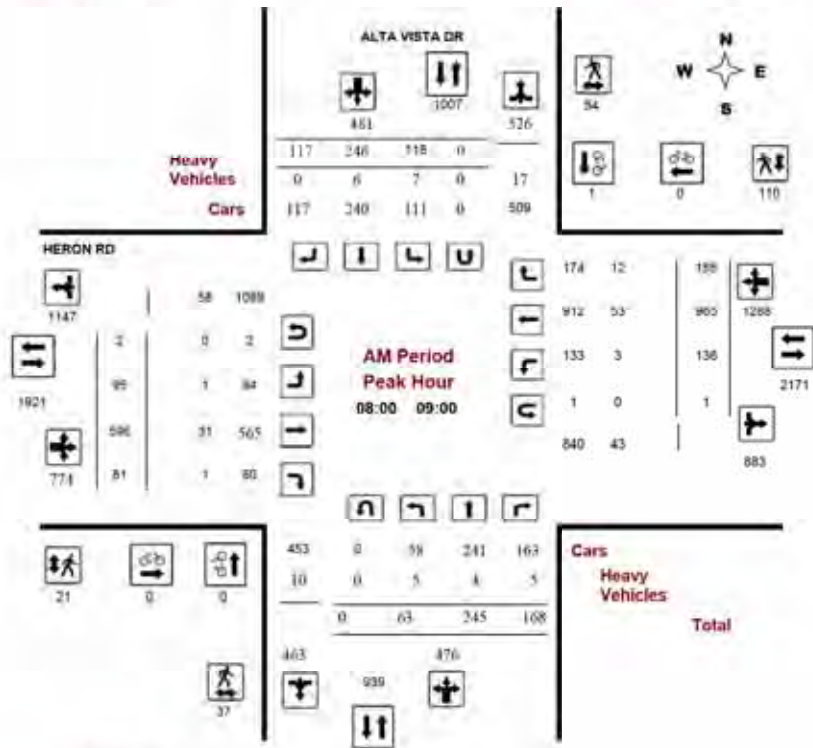 ALTA VISTA DR
N
W E
S
1007
481 526
117 246 118 0
Heavy
Vehicles
0 6 7 0 17
Cars
117 240 111 0 509
1 0 110
HERON RD
1147
58 1089
2 0 2
1921
95 1 94
596 31 565
774
81 1 80
AM Period
Peak Hour
08:00 09:00
174 12 186
912 53 965 1288
133 3 136
2171
1 0 1
840 43
883
21 0 0
37
453 0 58 241 163
10 0 5 4 5
0 63 245 168
463 476
939
Cars
Heavy
Vehicles
Total